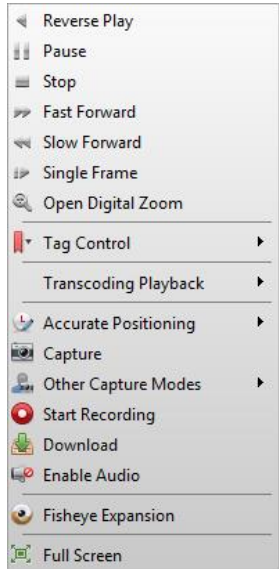 Reverse Play
Pause
Stop
Fast Forward
Slow Forward
Single Frame
Open Digital Zoom
Tag Control
Transcoding Playback
Accurate Positioning
Capture
Other Capture Modes
Start Recording
Download
Enable Audio
Fisheye Expansion
Full Screen